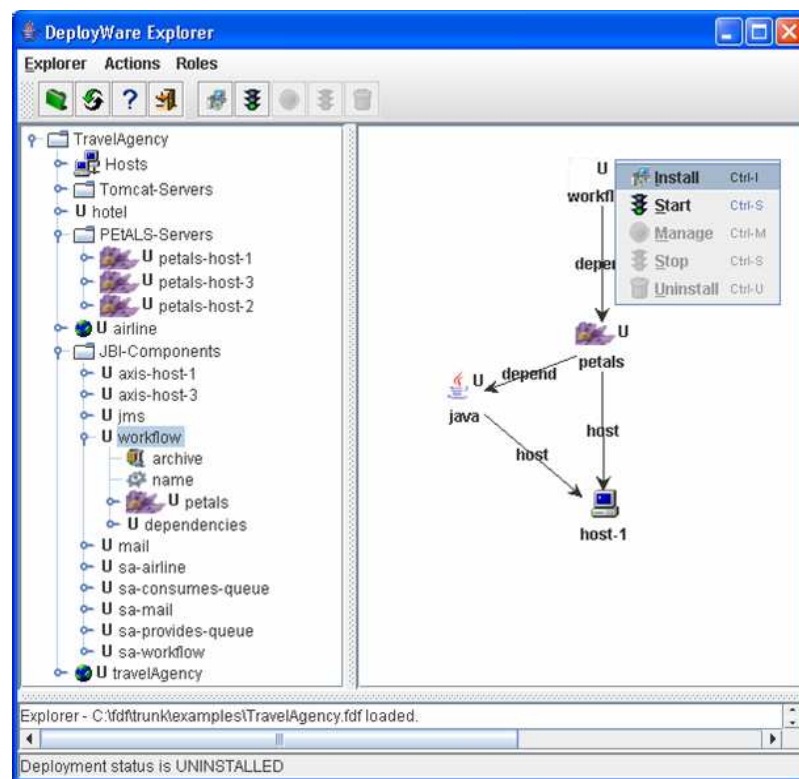 DeployWare Explorer
Explorer Actions Roles
TravelAgency
Hosts
Tomcat-Servers
U hotel
PEtALS-Servers
U petals-host-1
U petals-host-3
U petals-host-2
U airline
JBI-Components
U axis-host-1
U axis-host-3
U jms
U workflow
archive
name
U petals
U dependencies
U mail
U sa-airline
U sa-consumes-queue
U sa-mail
U sa-provides-queue
U sa-workflow
U travelAgency
U
workfl
Install Ctrl-I
Start Ctrl-S
Manage Ctrl-M
Stop Ctrl-S
Uninstall Ctrl-U
depen
U
petals
depend
U
java
host
host
host-1
Explorer - C:\fdf\trunk\examples\TravelAgency.fdf loaded.
Deployment status is UNINSTALLED